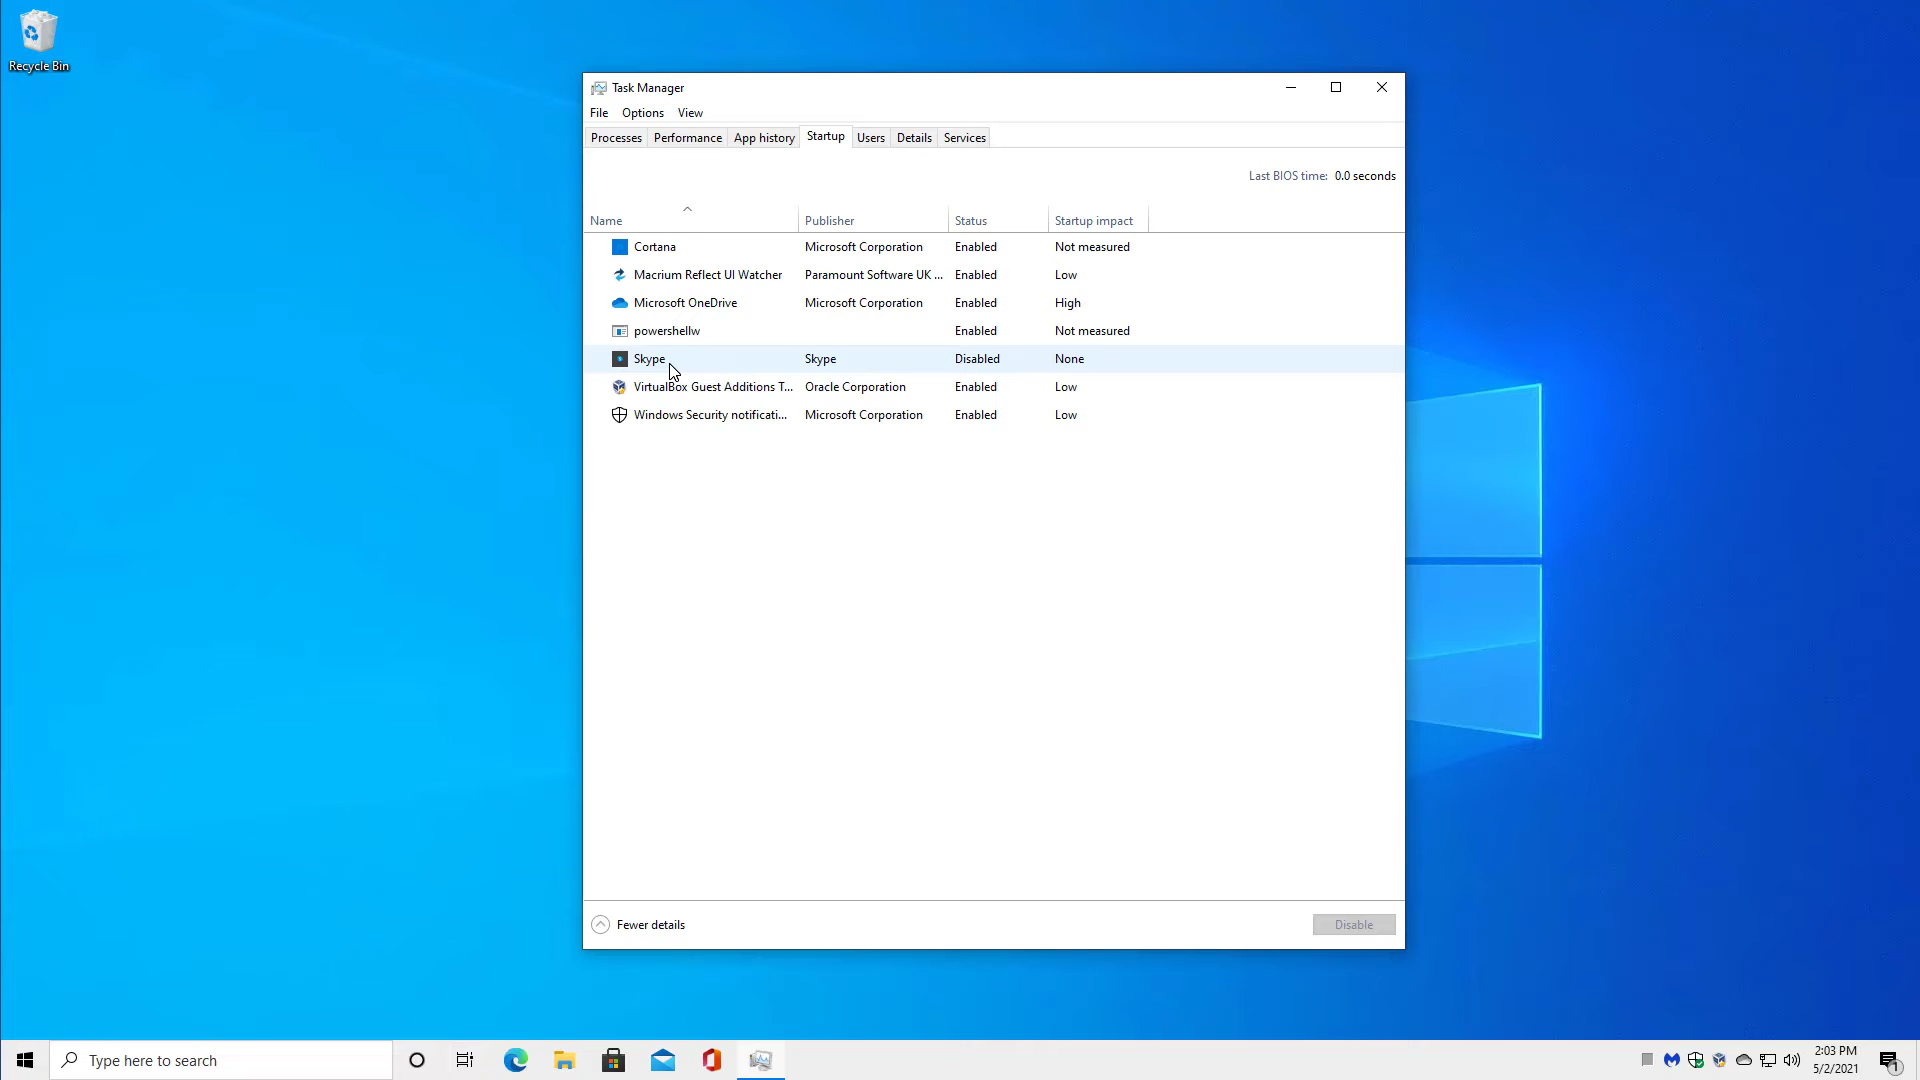 Recycle Bin
Task Manager
File Options View
Processes Performance App history Startup Users Details Services
Last BIOS time: 0.0 seconds
Name Publisher Status Startup impact
Cortana Microsoft Corporation Enabled Not measured
Macrium Reflect UI Watcher Paramount Software UK ... Enabled Low
Microsoft OneDrive Microsoft Corporation Enabled High
powershellw Enabled Not measured
Skype Skype Disabled None
VirtualBox Guest Additions T... Oracle Corporation Enabled Low
Windows Security notificati... Microsoft Corporation Enabled Low
Fewer details Disable
Type here to search
2:03 PM
5/2/2021
1